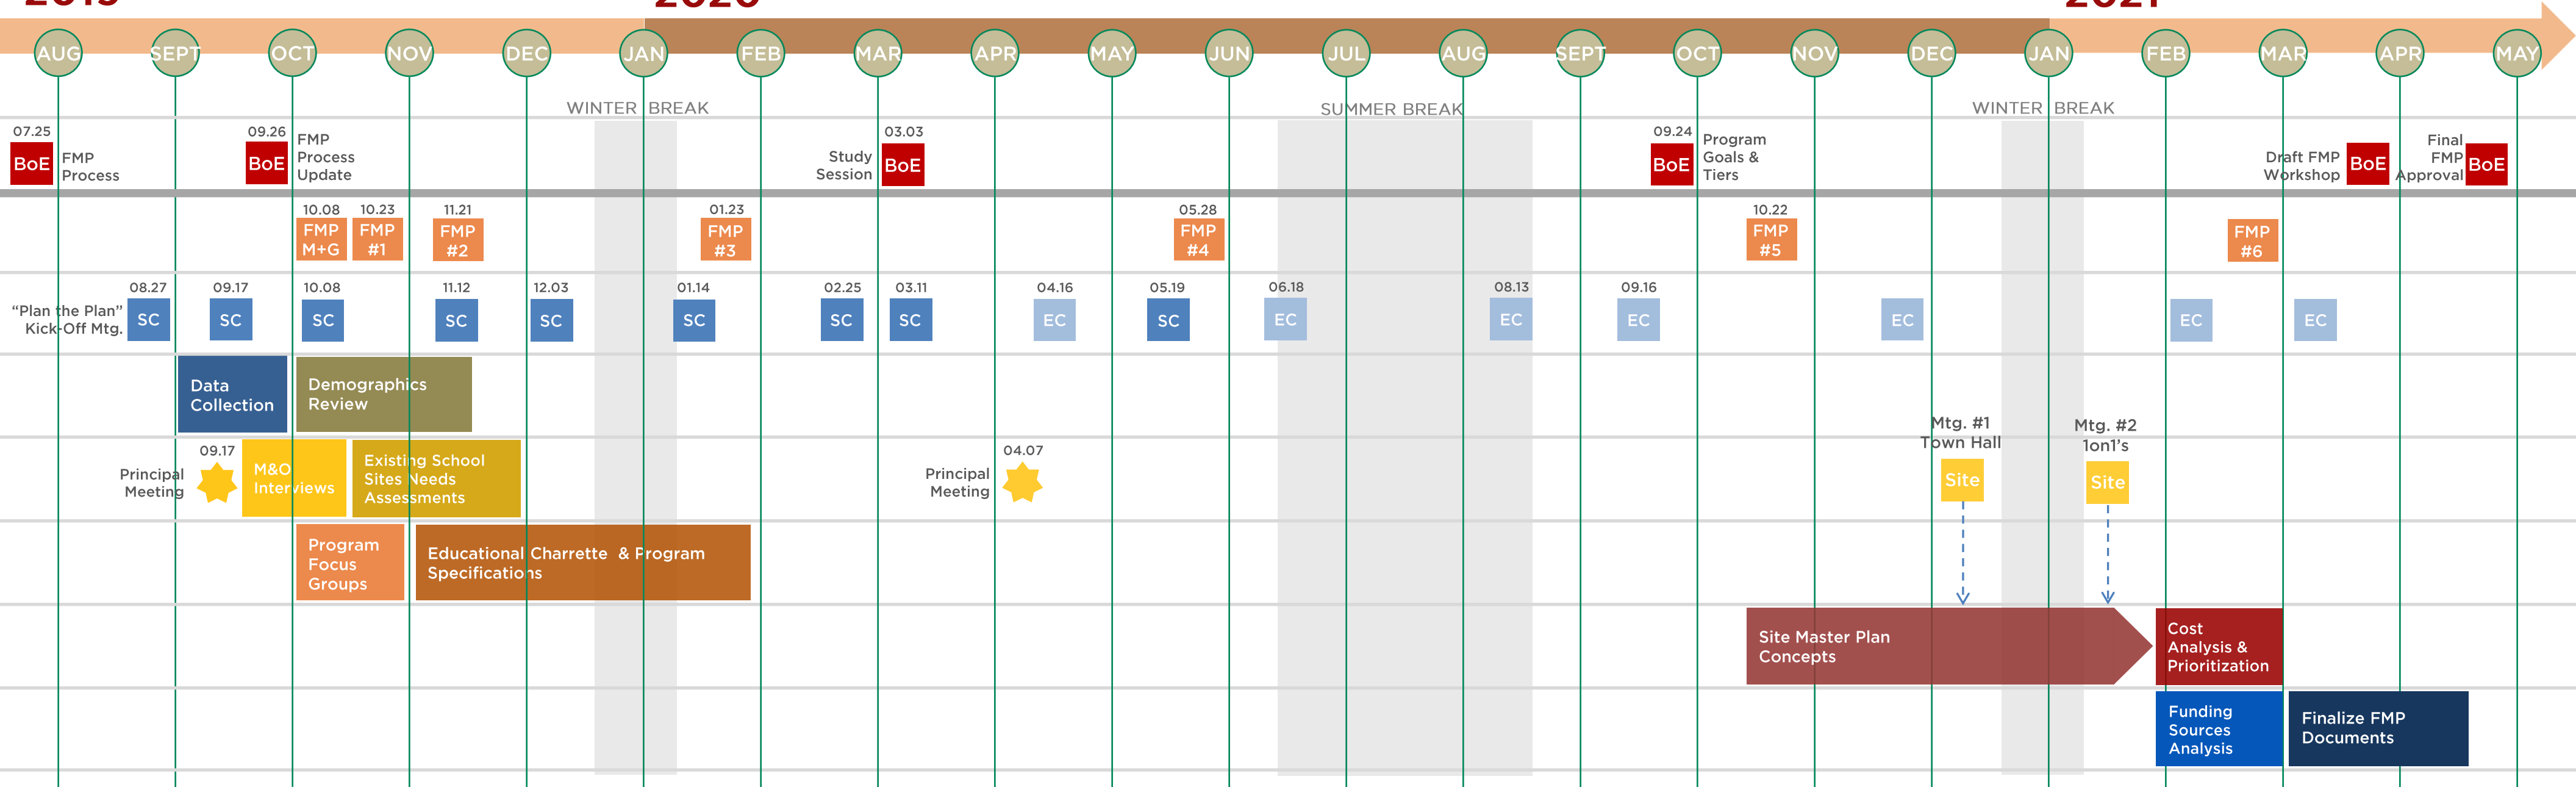 2019
2020
2021
AUG SEPT OCT NOV DEC JAN FEB MAR APR MAY JUN JUL AUG SEPT OCT NOV DEC JAN FEB MAR APR MAY
WINTER BREAK
SUMMER BREAK
WINTER BREAK
07.25
BoE
FMP
Process
09.26
BoE
FMP
Process
Update
Study
Session
03.03
BoE
09.24
BoE
Program
Goals &
Tiers
Draft FMP
Workshop
BoE
Final
FMP
Approval
BoE
10.08
FMP
M+G
10.23
FMP
#1
11.21
FMP
#2
01.23
FMP
#3
05.28
FMP
#4
10.22
FMP
#5
FMP
#6
“Plan the Plan”
Kick-Off Mtg.
08.27
SC
09.17
SC
10.08
SC
11.12
SC
12.03
SC
01.14
SC
02.25
SC
03.11
SC
04.16
EC
05.19
SC
06.18
EC
08.13
EC
09.16
EC
EC
EC
EC
Data
Collection
Demographics
Review
Principal
Meeting
09.17
M&O
Interviews
Existing School
Sites Needs
Assessments
Principal
Meeting
04.07
Mtg. #1
Town Hall
Site
Mtg. #2
1on1’s
Site
Program
Focus
Groups
Educational Charrette & Program
Specifications
Site Master Plan
Concepts
Cost
Analysis &
Prioritization
Funding
Sources
Analysis
Finalize FMP
Documents